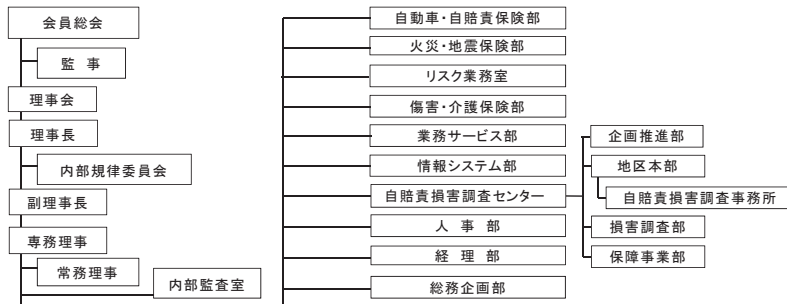 会員総会
監 事
理事会
理事長
内部規律委員会
副理事長
専務理事
常務理事
内部監査室
自動車・自賠責保険部
火災・地震保険部
リスク業務室
傷害・介護保険部
業務サービス部
情報システム部
自賠責損害調査センター
人 事 部
経 理 部
総務企画部
企画推進部
地区本部
自賠責損害調査事務所
損害調査部
保障事業部